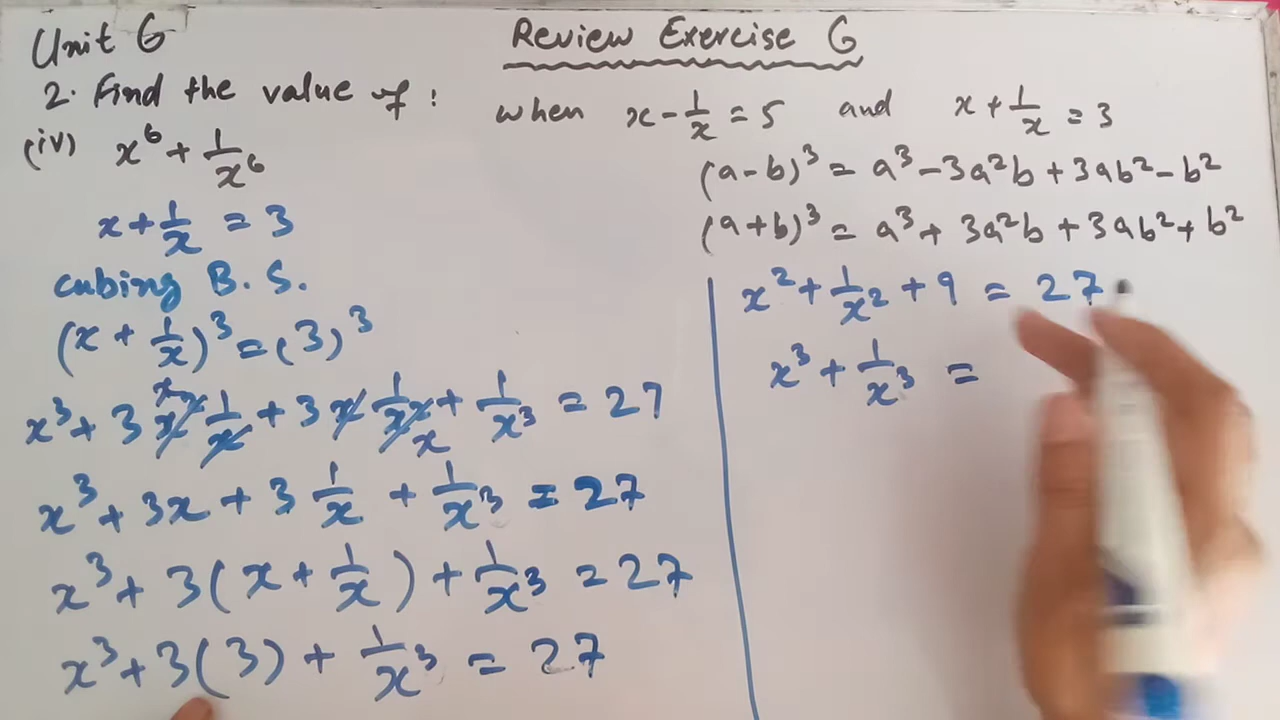 Unit 6
Review Exercise 6
2. Find the value of : when x - 1/x = 5 and x + 1/x = 3
(iv) x⁶ + 1/x⁶
(a-b)³ = a³ - 3a²b + 3ab² - b²
(a+b)³ = a³ + 3a²b + 3ab² + b²
x + 1/x = 3
cubing B.S.
(x + 1/x)³ = (3)³
x³ + 3 x² 1/x + 3 x 1/x² + 1/x³ = 27
x x
x³ + 3x + 3 1/x + 1/x³ = 27
x³ + 3(x + 1/x) + 1/x³ = 27
x³ + 3(3) + 1/x³ = 27
x² + 1/x² + 9 = 27
x³ + 1/x³ =